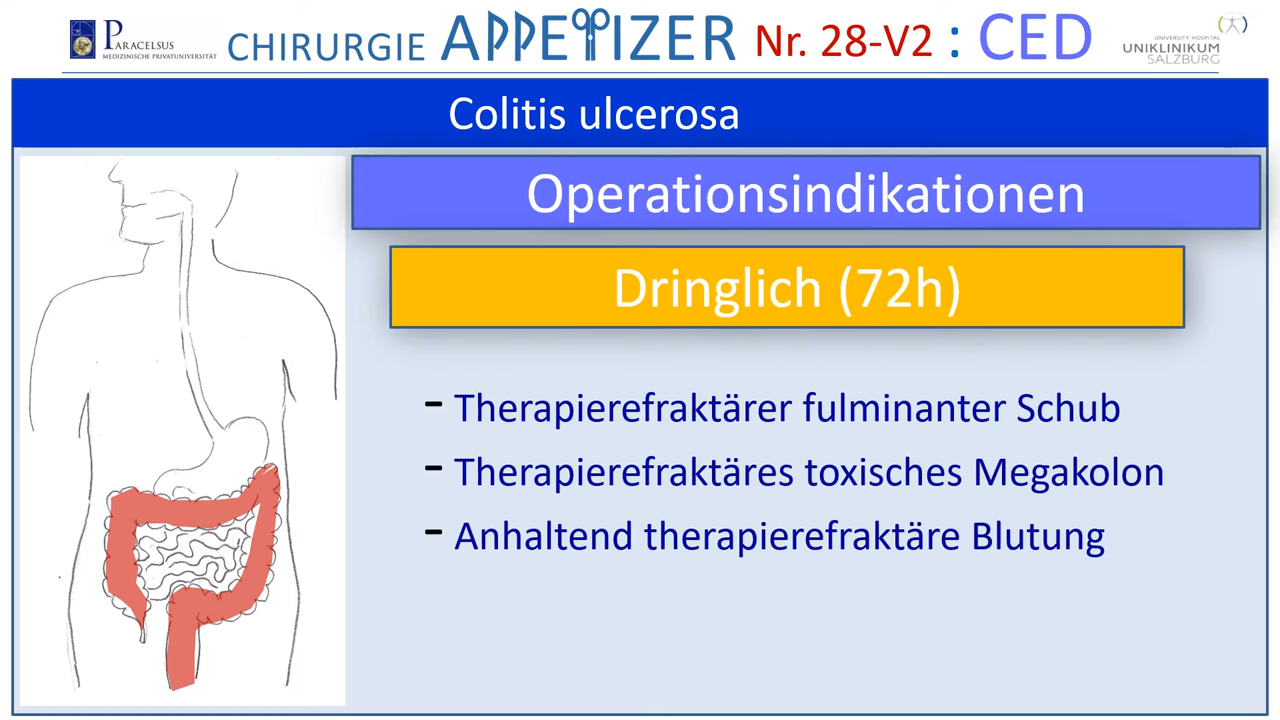 PARACELSUS
MEDIZINISCHE PRIVATUNIVERSITÄT
CHIRURGIE APPETIZER Nr. 28-V2 : CED
UNIVERSITY HOSPITAL
UNIKLINIKUM
SALZBURG
Colitis ulcerosa
Operationsindikationen
Dringlich (72h)
- Therapierefraktärer fulminanter Schub
- Therapierefraktäres toxisches Megakolon
- Anhaltend therapierefraktäre Blutung